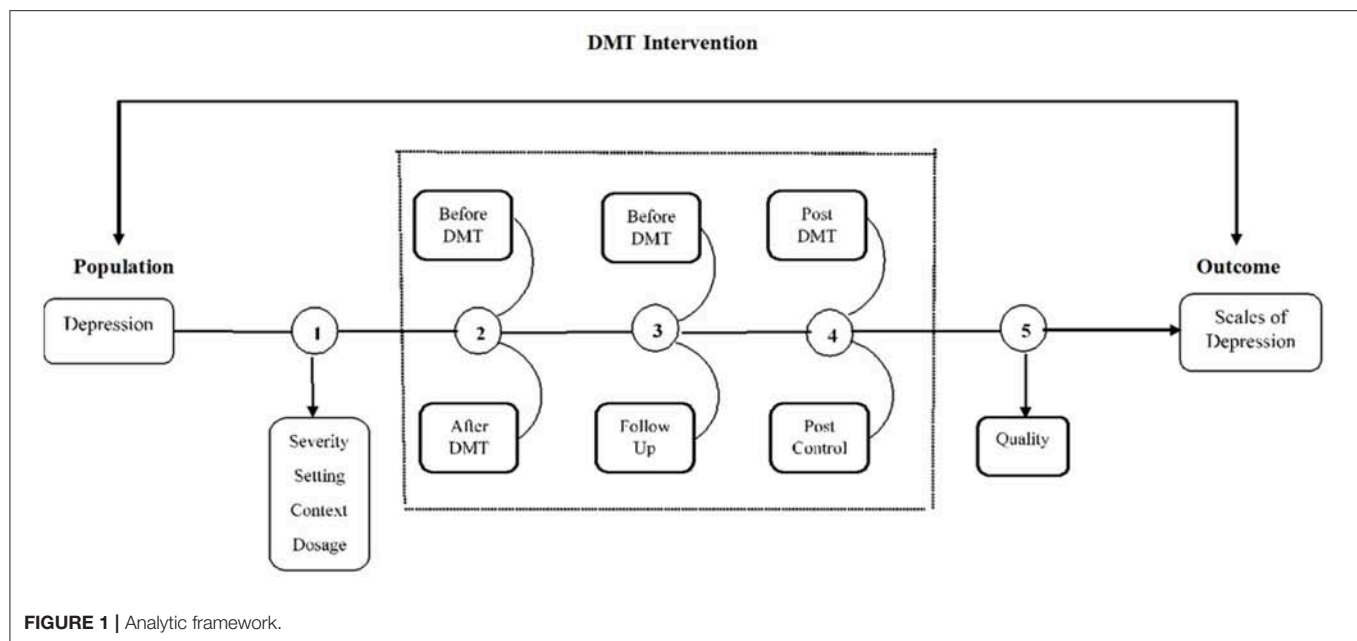 DMT Intervention
Population
Outcome
Depression
1
Severity
Setting
Context
Dosage
Before
DMT
2
After
DMT
Before
DMT
3
Follow
Up
Post
DMT
4
Post
Control
5
Quality
Scales of
Depression
FIGURE 1 | Analytic framework.